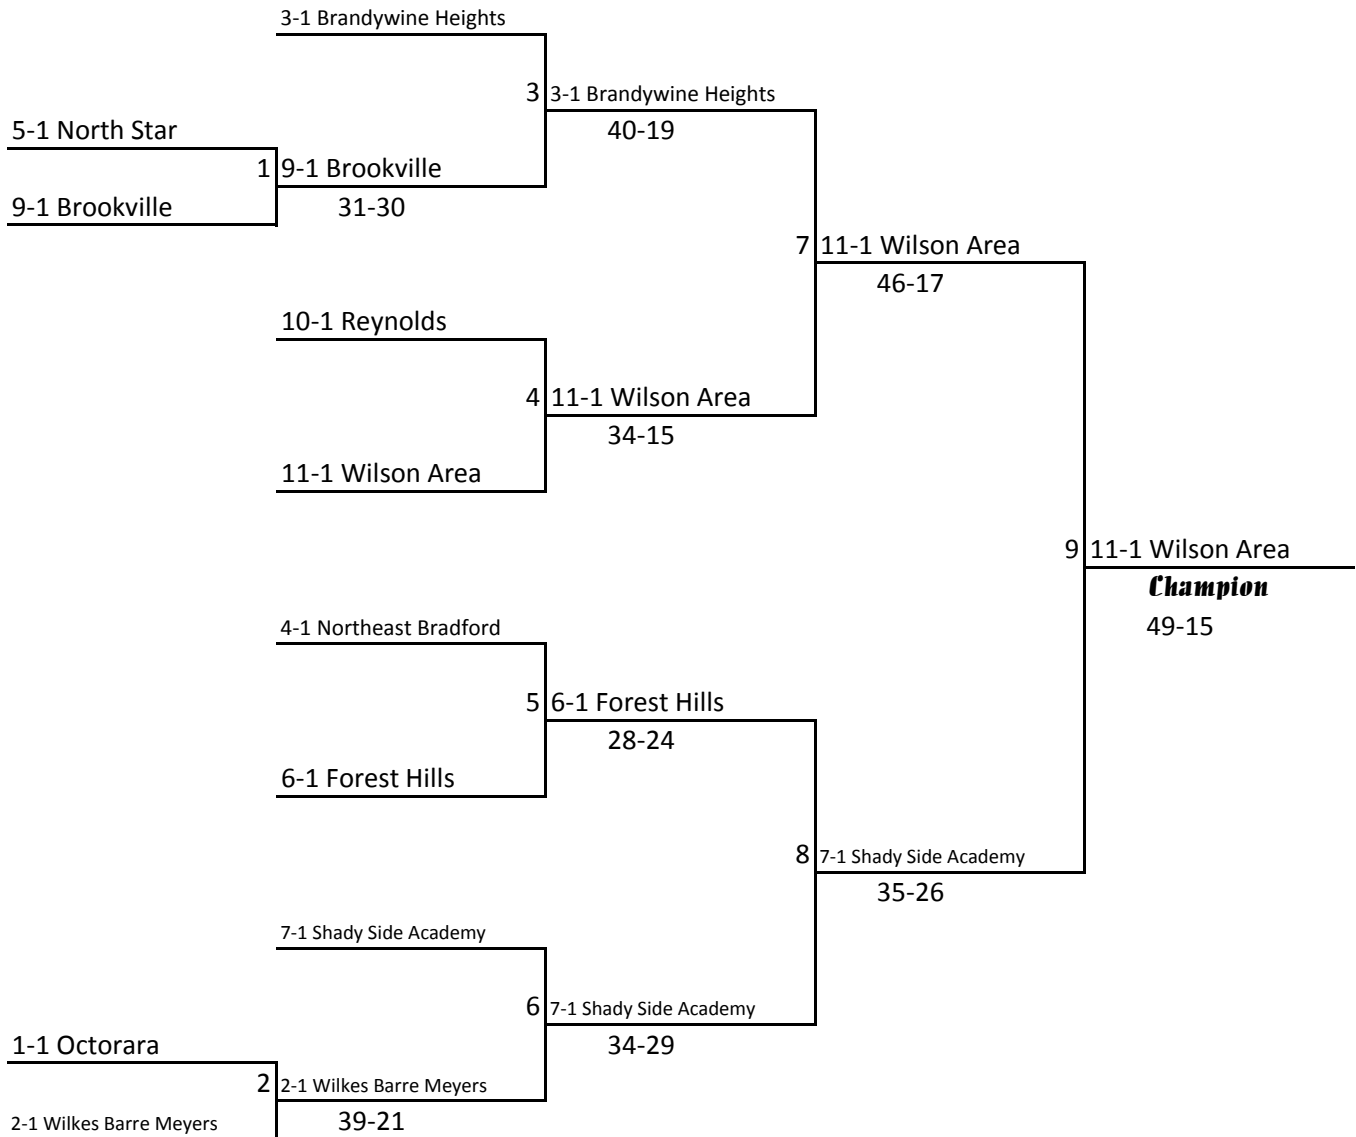 3-1 Brandywine Heights
3 3-1 Brandywine Heights
40-19
5-1 North Star
1 9-1 Brookville
9-1 Brookville
31-30
7 11-1 Wilson Area
46-17
10-1 Reynolds
4 11-1 Wilson Area
34-15
11-1 Wilson Area
9 11-1 Wilson Area
Champion
49-15
4-1 Northeast Bradford
5 6-1 Forest Hills
28-24
6-1 Forest Hills
8 7-1 Shady Side Academy
35-26
7-1 Shady Side Academy
6 7-1 Shady Side Academy
34-29
1-1 Octorara
2 2-1 Wilkes Barre Meyers
2-1 Wilkes Barre Meyers
39-21